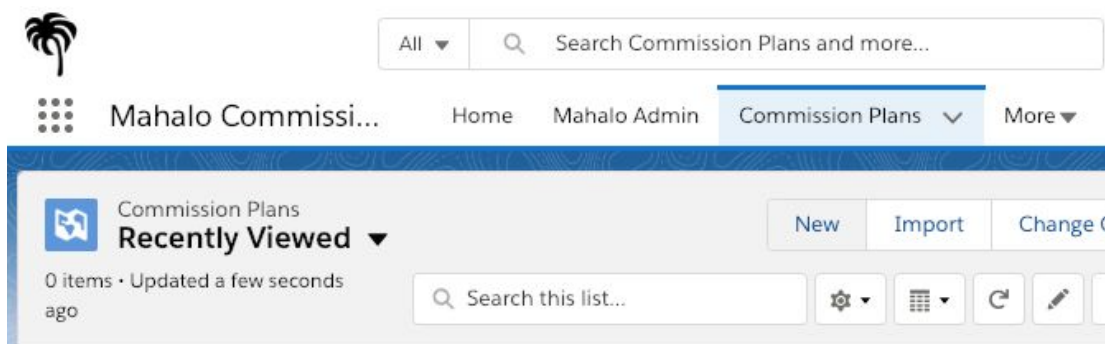 All Search Commission Plans and more...
Mahalo Commissi... Home Mahalo Admin Commission Plans More
Commission Plans
Recently Viewed
New Import Change
0 items • Updated a few seconds
ago
Search this list...